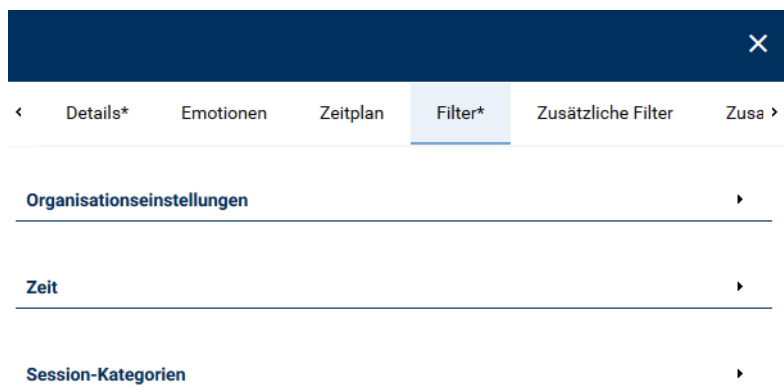 Details* Emotionen Zeitplan Filter* Zusätzliche Filter Zusa
Organisationseinstellungen
Zeit
Session-Kategorien